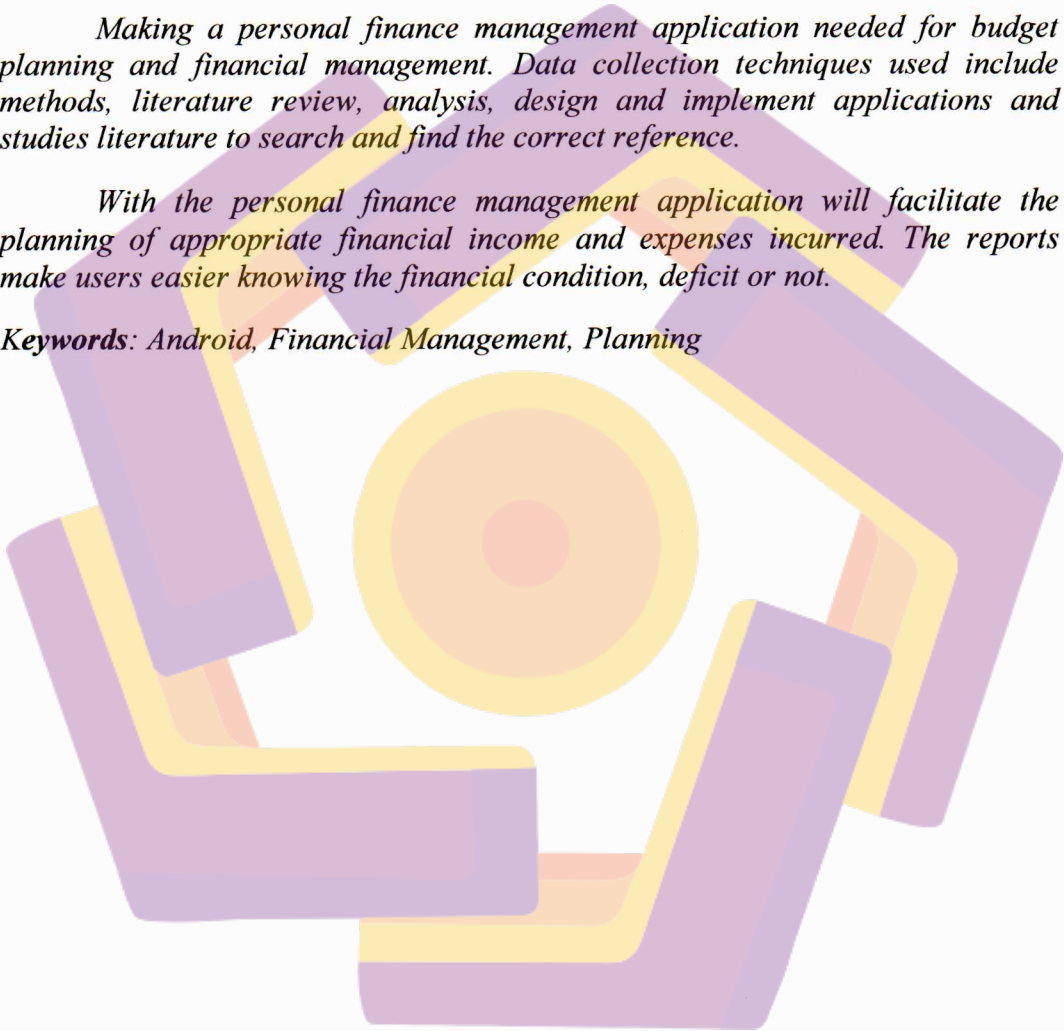 Making a personal finance management application needed for budget
planning and financial management. Data collection techniques used include
methods, literature review, analysis, design and implement applications and
studies literature to search and find the correct reference.
With the personal finance management application will facilitate the
planning of appropriate financial income and expenses incurred. The reports
make users easier knowing the financial condition, deficit or not.
Keywords: Android, Financial Management, Planning